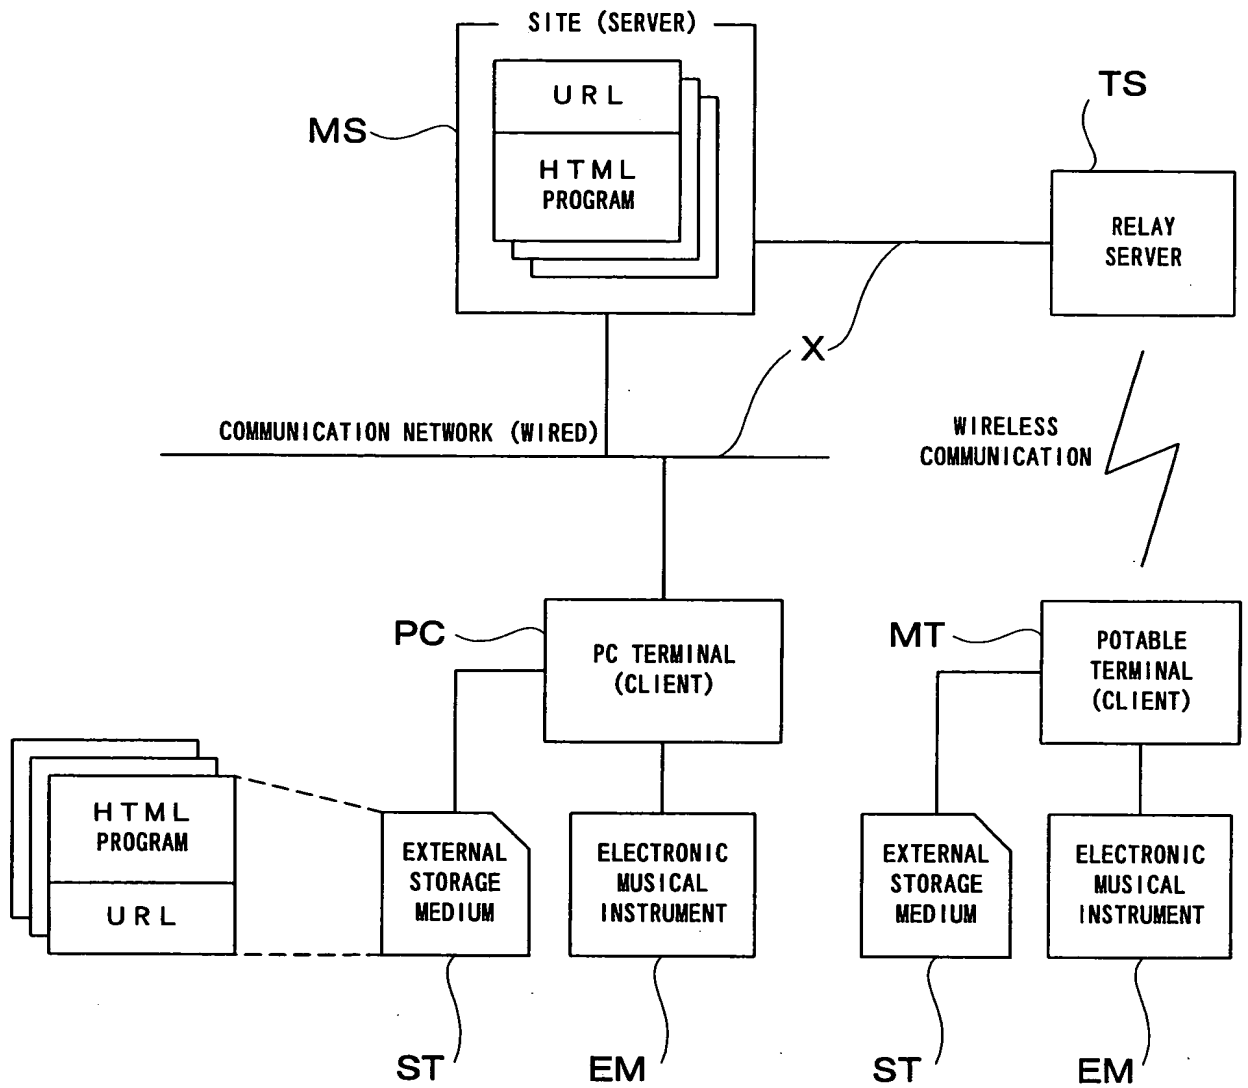 SITE (SERVER)
URL
HTML
PROGRAM
MS
TS
RELAY
SERVER
X
COMMUNICATION NETWORK (WIRED)
WIRELESS
COMMUNICATION
PC
PC TERMINAL
(CLIENT)
MT
POTABLE
TERMINAL
(CLIENT)
HTML
PROGRAM
URL
EXTERNAL
STORAGE
MEDIUM
ELECTRONIC
MUSICAL
INSTRUMENT
EXTERNAL
STORAGE
MEDIUM
ELECTRONIC
MUSICAL
INSTRUMENT
ST
EM
ST
EM